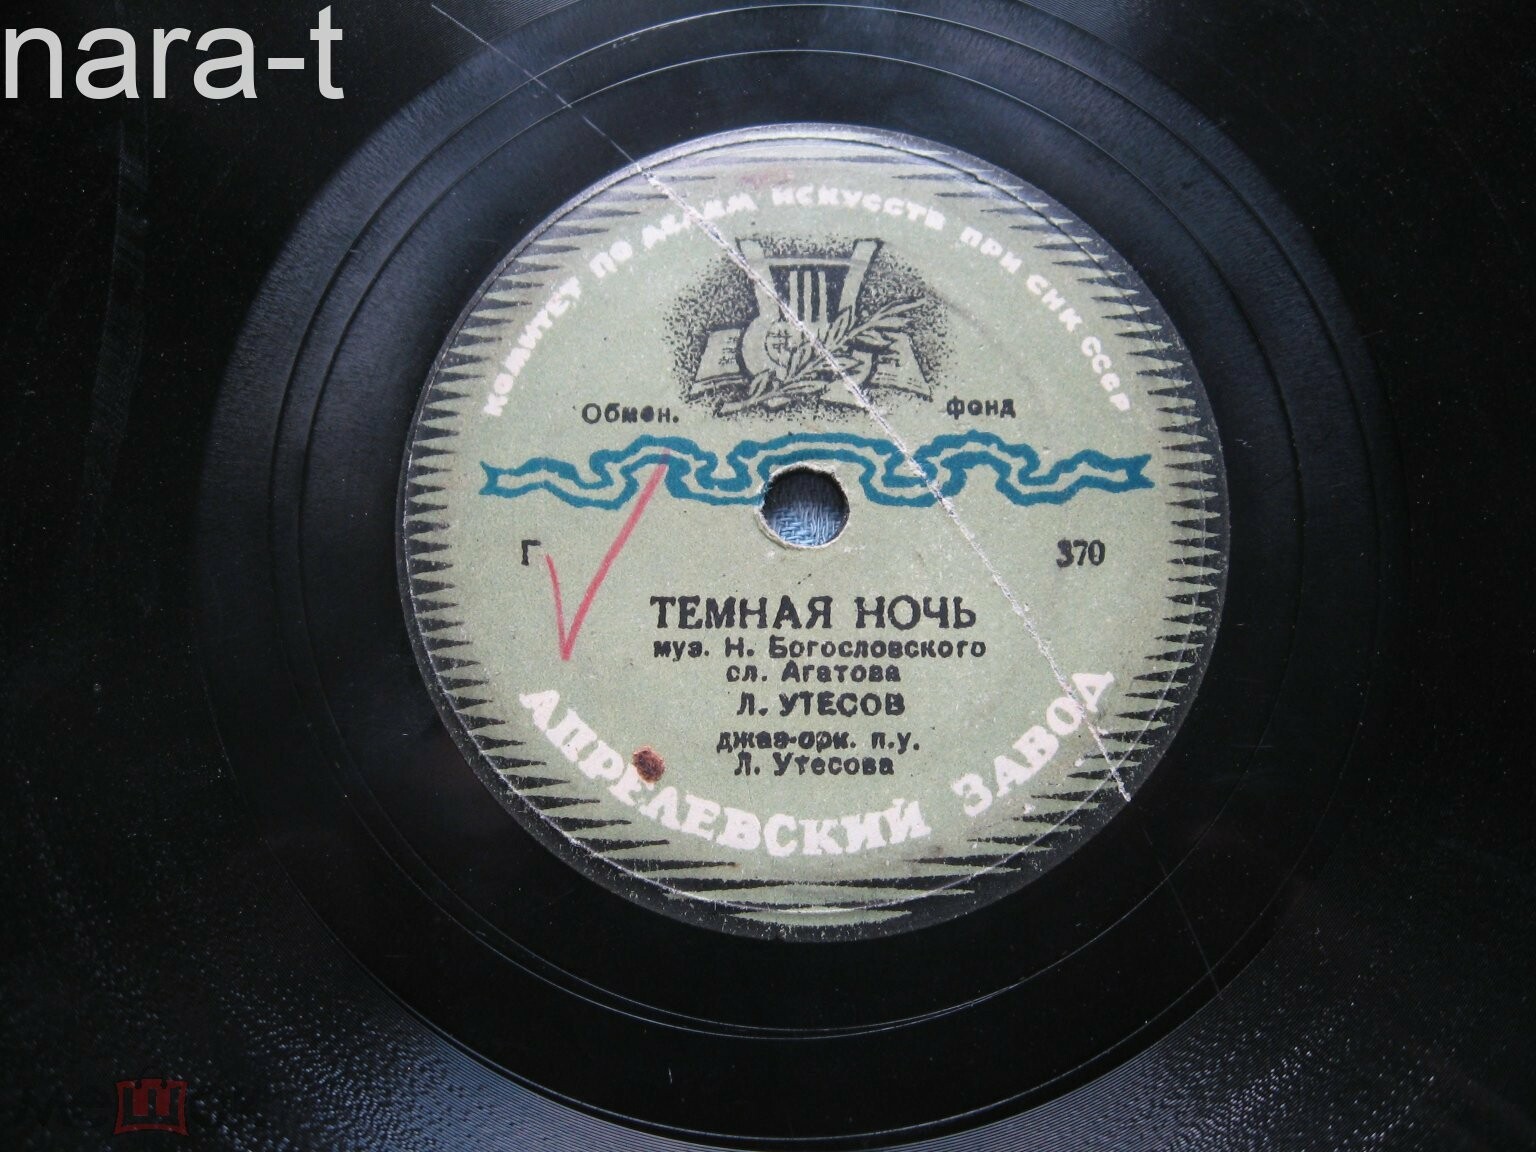 nara-t
КОМИТЕТ ПО ДЕЛАМ ИСКУССТВ ПРИ СНК СССР
Обмен. фонд
Г 370
ТЕМНАЯ НОЧЬ
муз. Н. Богословского
сл. Агатова
Л. УТЕСОВ
джаз-орк. п.у.
Л. Утесова
АПРЕЛЕВСКИЙ ЗАВОД